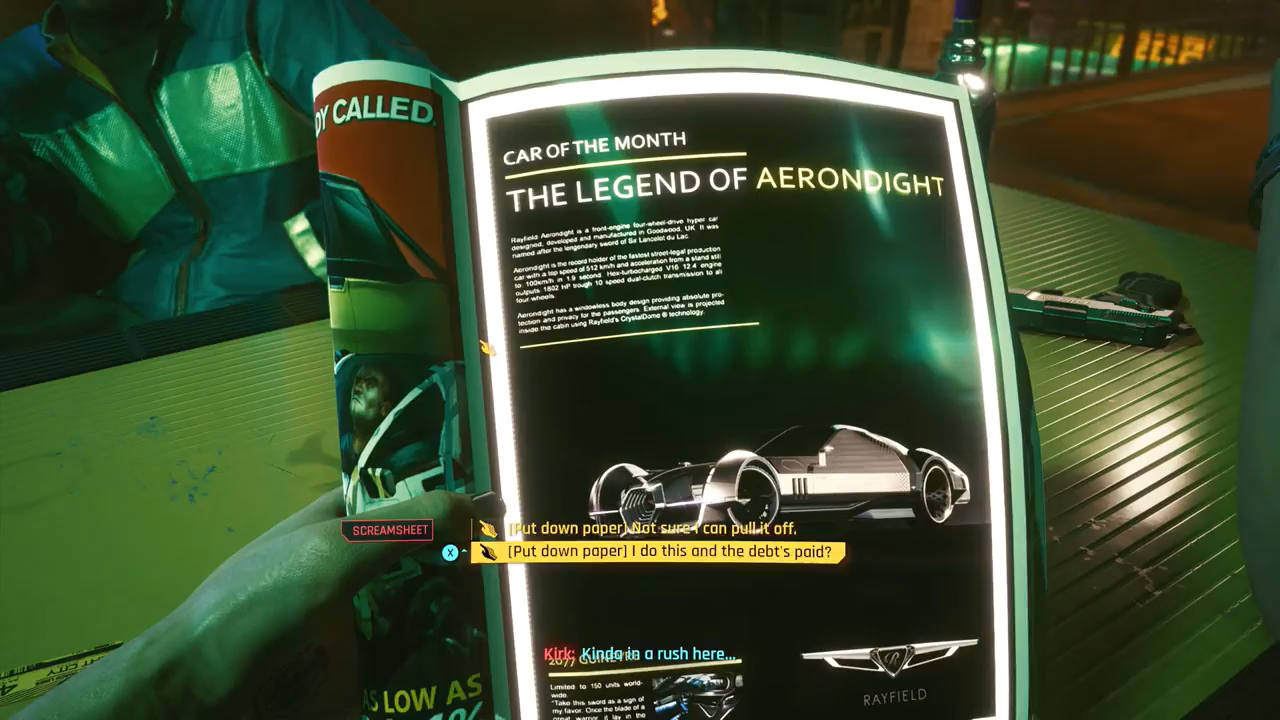 DY CALLED.
CAR OF THE MONTH
THE LEGEND OF AERONDIGHT
Rayfield Aerondight is a front-engine four-wheel-drive hyper car
designed, developed and manufactured in Goodwood, UK. It was
named after the legendary sword of Sir Lancelot du Lac.
Aerondight is the record holder of the fastest street-legal production
car with a top speed of 512 km/h and acceleration from a stand still
to 100km/h in 1.9 second. Hex-turbocharged V16 12.4 engine
outputs 1802 HP trough 10 speed dual-clutch transmission to all
four wheels.
Aerondight has a windowless body design providing absolute pro-
tection and privacy for the passengers. External view is projected
inside the cabin using Rayfield's CrystalDome ® technology.
SCREAMSHEET
[Put down paper] Not sure I can pull it off.
X
[Put down paper] I do this and the debt's paid?
Kirk: Kinda in a rush here...
2077 GUINEVRE
Limited to 150 units world-
wide.
"Take this sword as a sign of
my favor. Once the blade of a
great warrior, it lay in the
R
RAYFIELD
AS LOW AS